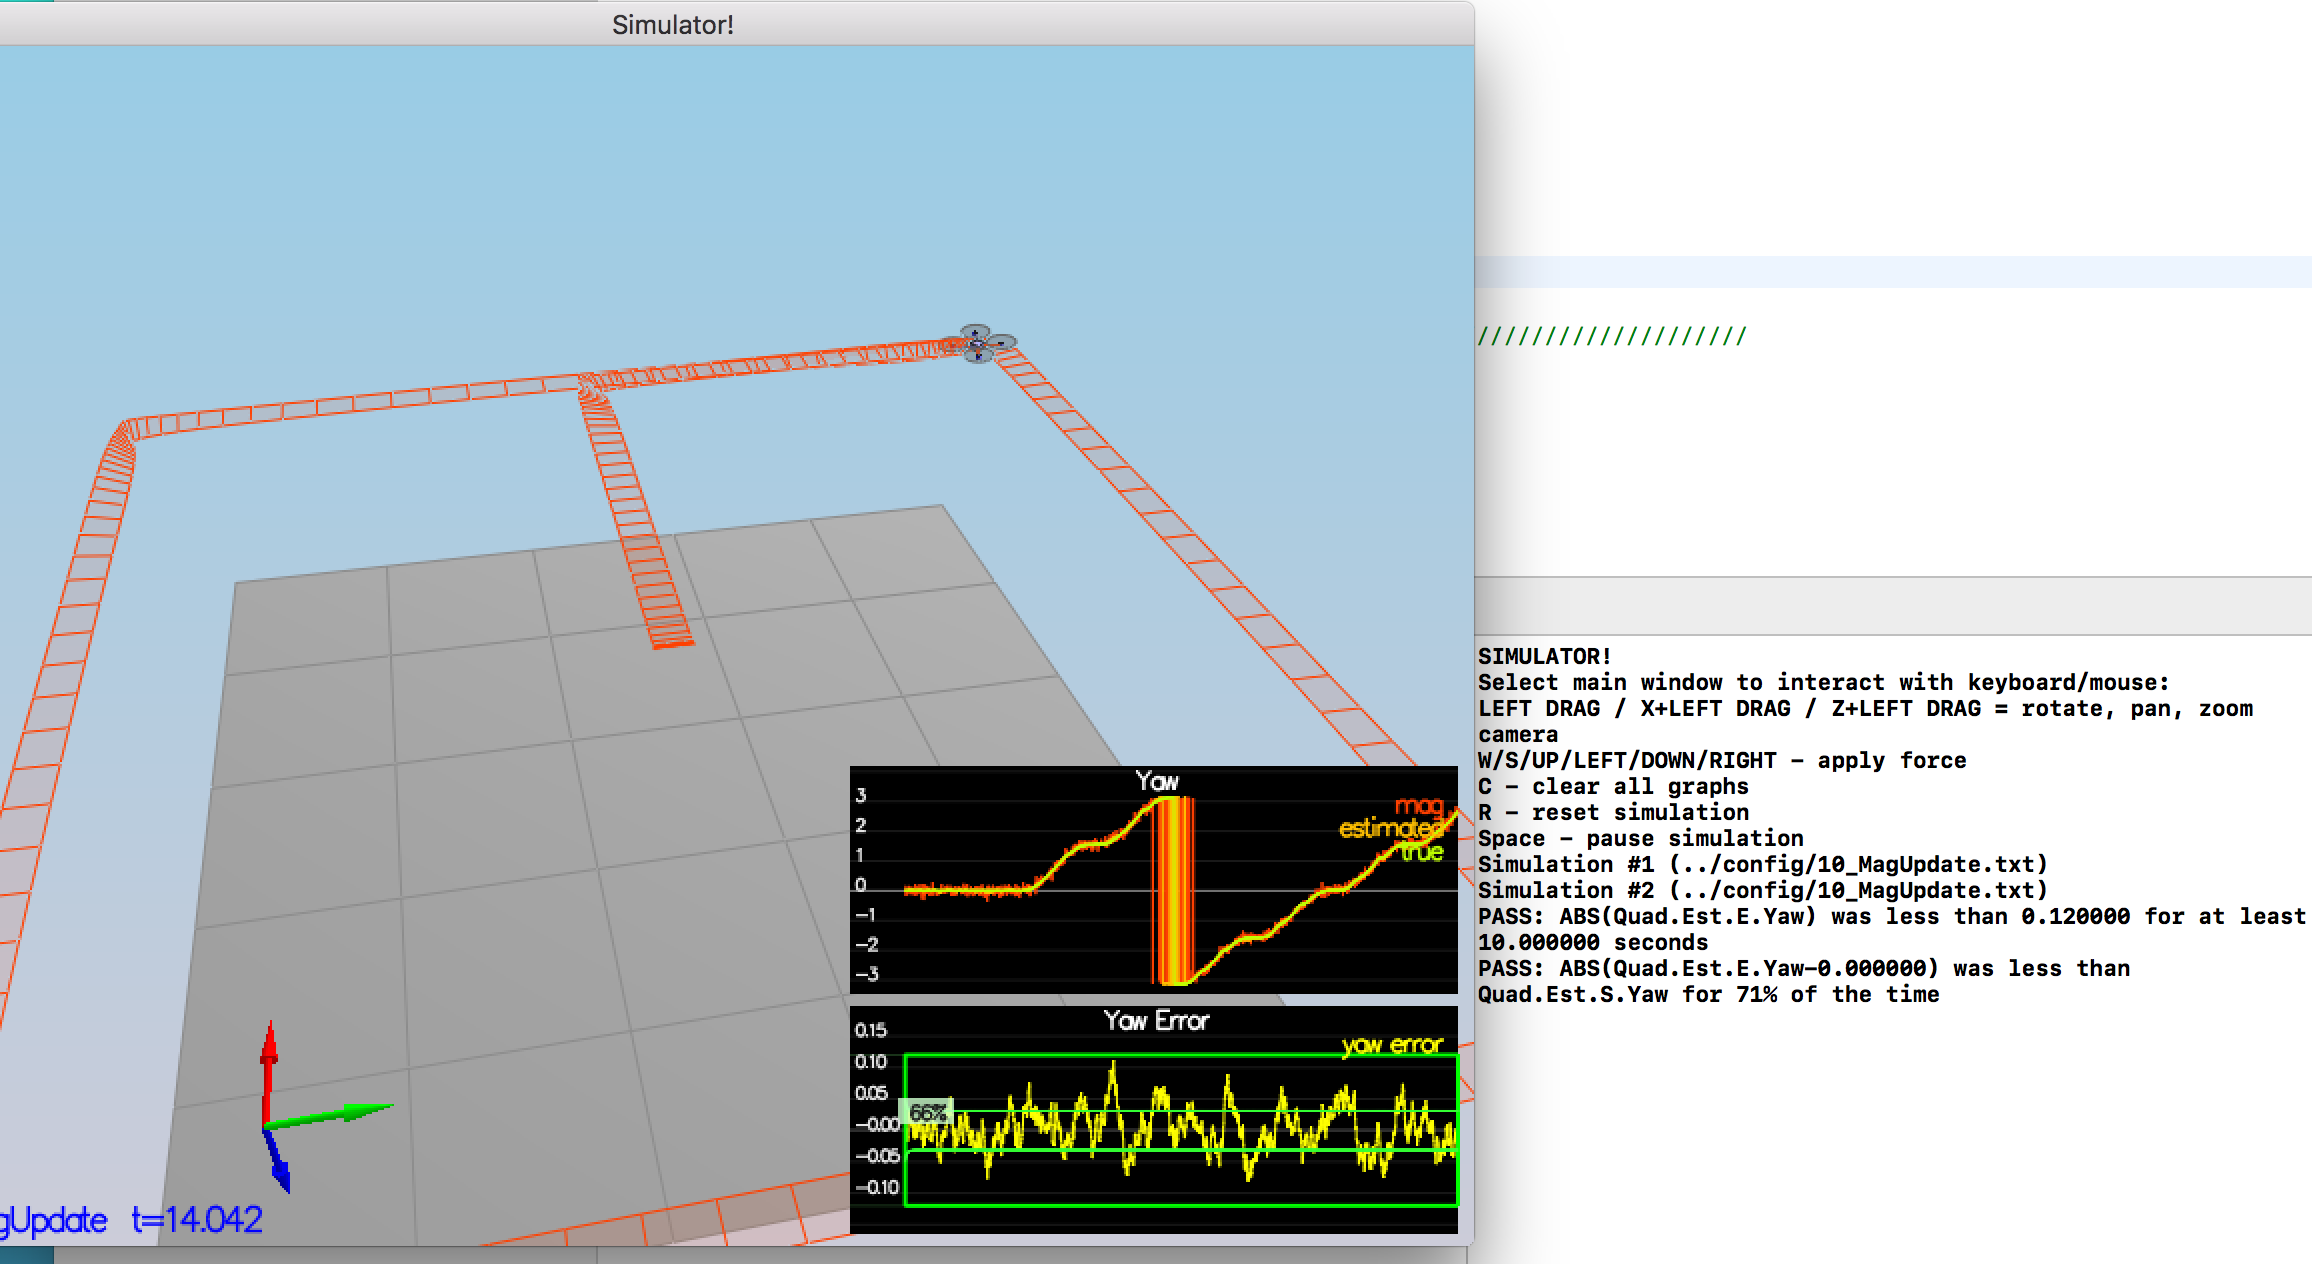 Simulator!
///////////////////
Yaw
3
2
1
0
-1
-2
-3
mag
estimated
true
Yaw Error
0.15
0.10
0.05
-0.00
-0.05
-0.10
yaw error
66%
gUpdate t=14.042
SIMULATOR!
Select main window to interact with keyboard/mouse:
LEFT DRAG / X+LEFT DRAG / Z+LEFT DRAG = rotate, pan, zoom
camera
W/S/UP/LEFT/DOWN/RIGHT - apply force
C - clear all graphs
R - reset simulation
Space - pause simulation
Simulation #1 (../config/10_MagUpdate.txt)
Simulation #2 (../config/10_MagUpdate.txt)
PASS: ABS(Quad.Est.E.Yaw) was less than 0.120000 for at least
10.000000 seconds
PASS: ABS(Quad.Est.E.Yaw-0.000000) was less than
Quad.Est.S.Yaw for 71% of the time